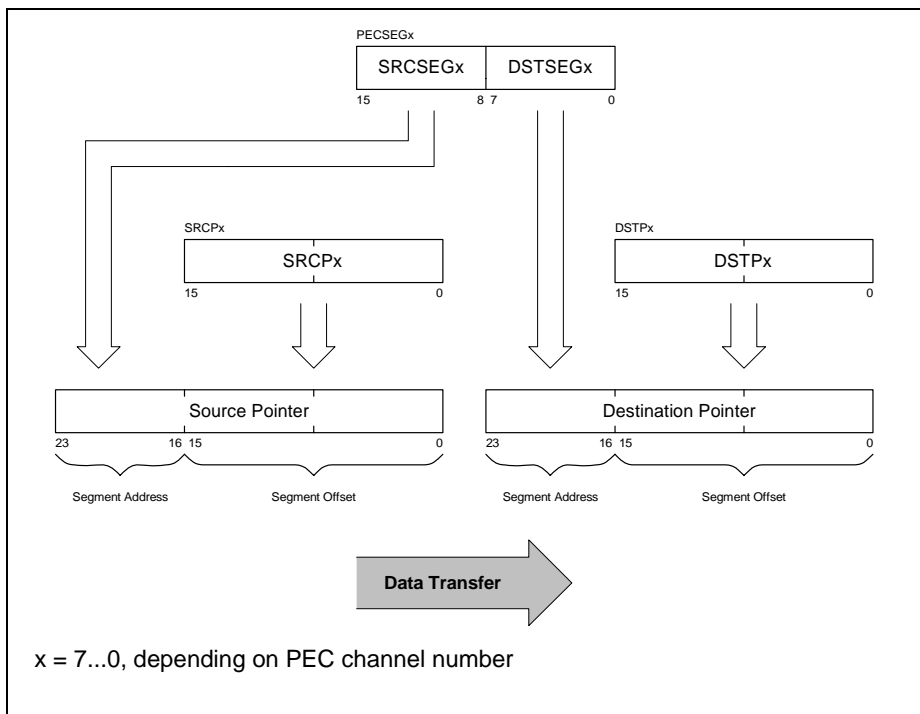 PECSEGx
SRCSEGx DSTSEGx
15 8 7 0
SRCPx DSTPx
SRCPx DSTPx
15 0 15 0
Source Pointer Destination Pointer
23 16 15 0 23 16 15 0
Segment Address Segment Offset Segment Address Segment Offset
Data Transfer
x = 7...0, depending on PEC channel number